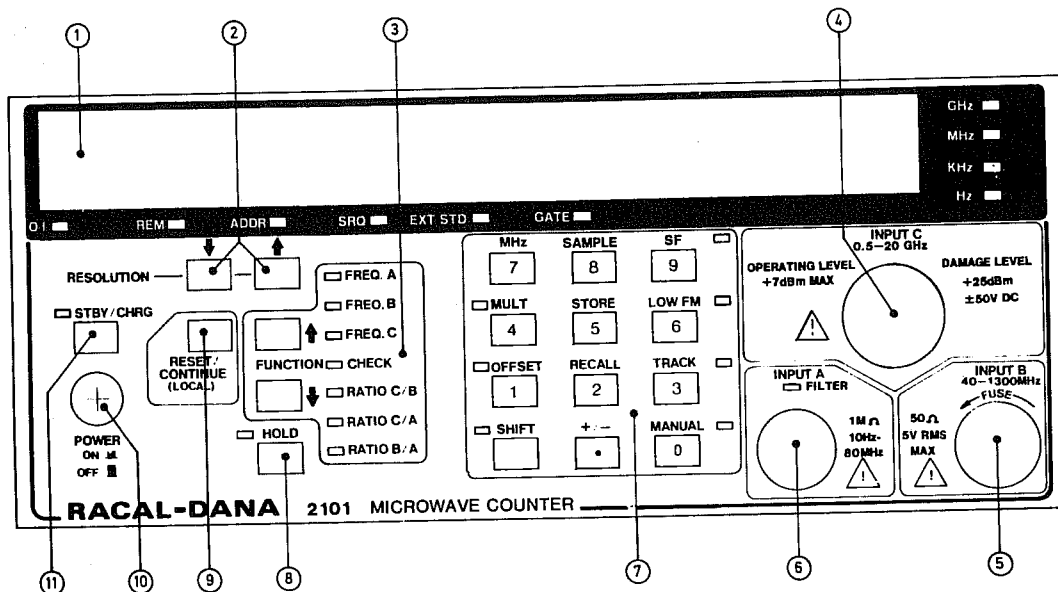 1 2 3 4
GHz
MHz
KHz
Hz
O I REM ADDR SRQ EXT STD GATE
RESOLUTION
STBY/CHRG
RESET/
CONTINUE
(LOCAL)
FUNCTION
FREQ. A
FREQ. B
FREQ. C
CHECK
RATIO C/B
RATIO C/A
RATIO B/A
POWER
ON
OFF
HOLD
MHz SAMPLE SF
7 8 9
MULT STORE LOW FM
4 5 6
OFFSET RECALL TRACK
1 2 3
SHIFT +/– MANUAL
• 0
INPUT C
0.5–20 GHz
OPERATING LEVEL
+7dBm MAX
DAMAGE LEVEL
+25dBm
±50V DC
!
INPUT A
FILTER
1MΩ
10Hz-
80MHz
!
INPUT B
40–1300MHz
FUSE
50Ω
5V RMS
MAX
!
RACAL-DANA 2101 MICROWAVE COUNTER
11 10 9 8 7 6 5